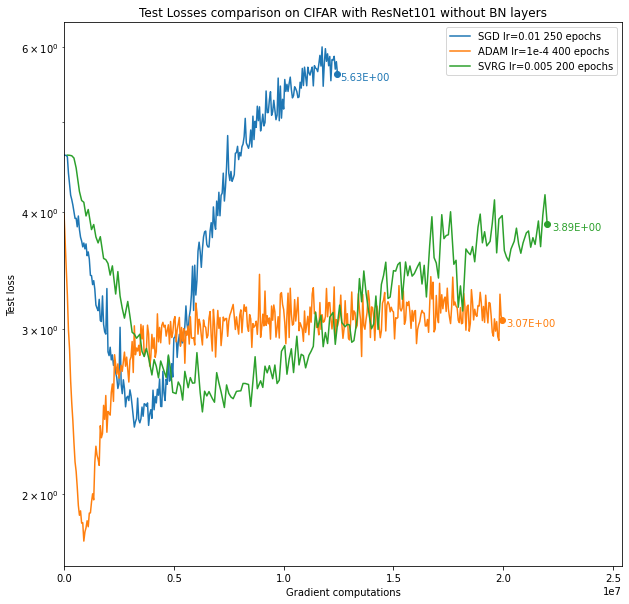 Test Losses comparison on CIFAR with ResNet101 without BN layers
SGD lr=0.01 250 epochs
ADAM lr=1e-4 400 epochs
SVRG lr=0.005 200 epochs
6 × 10⁰
4 × 10⁰
3 × 10⁰
2 × 10⁰
Test loss
5.63E+00
3.89E+00
3.07E+00
0.0 0.5 1.0 1.5 2.0 2.5
1e7
Gradient computations